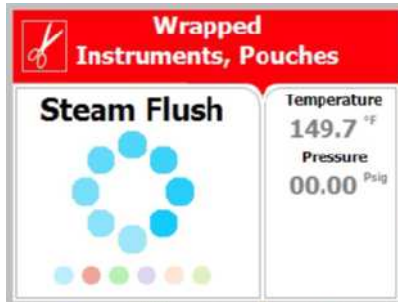 Wrapped
Instruments, Pouches
Steam Flush
Temperature
149.7 °F
Pressure
00.00 Psig